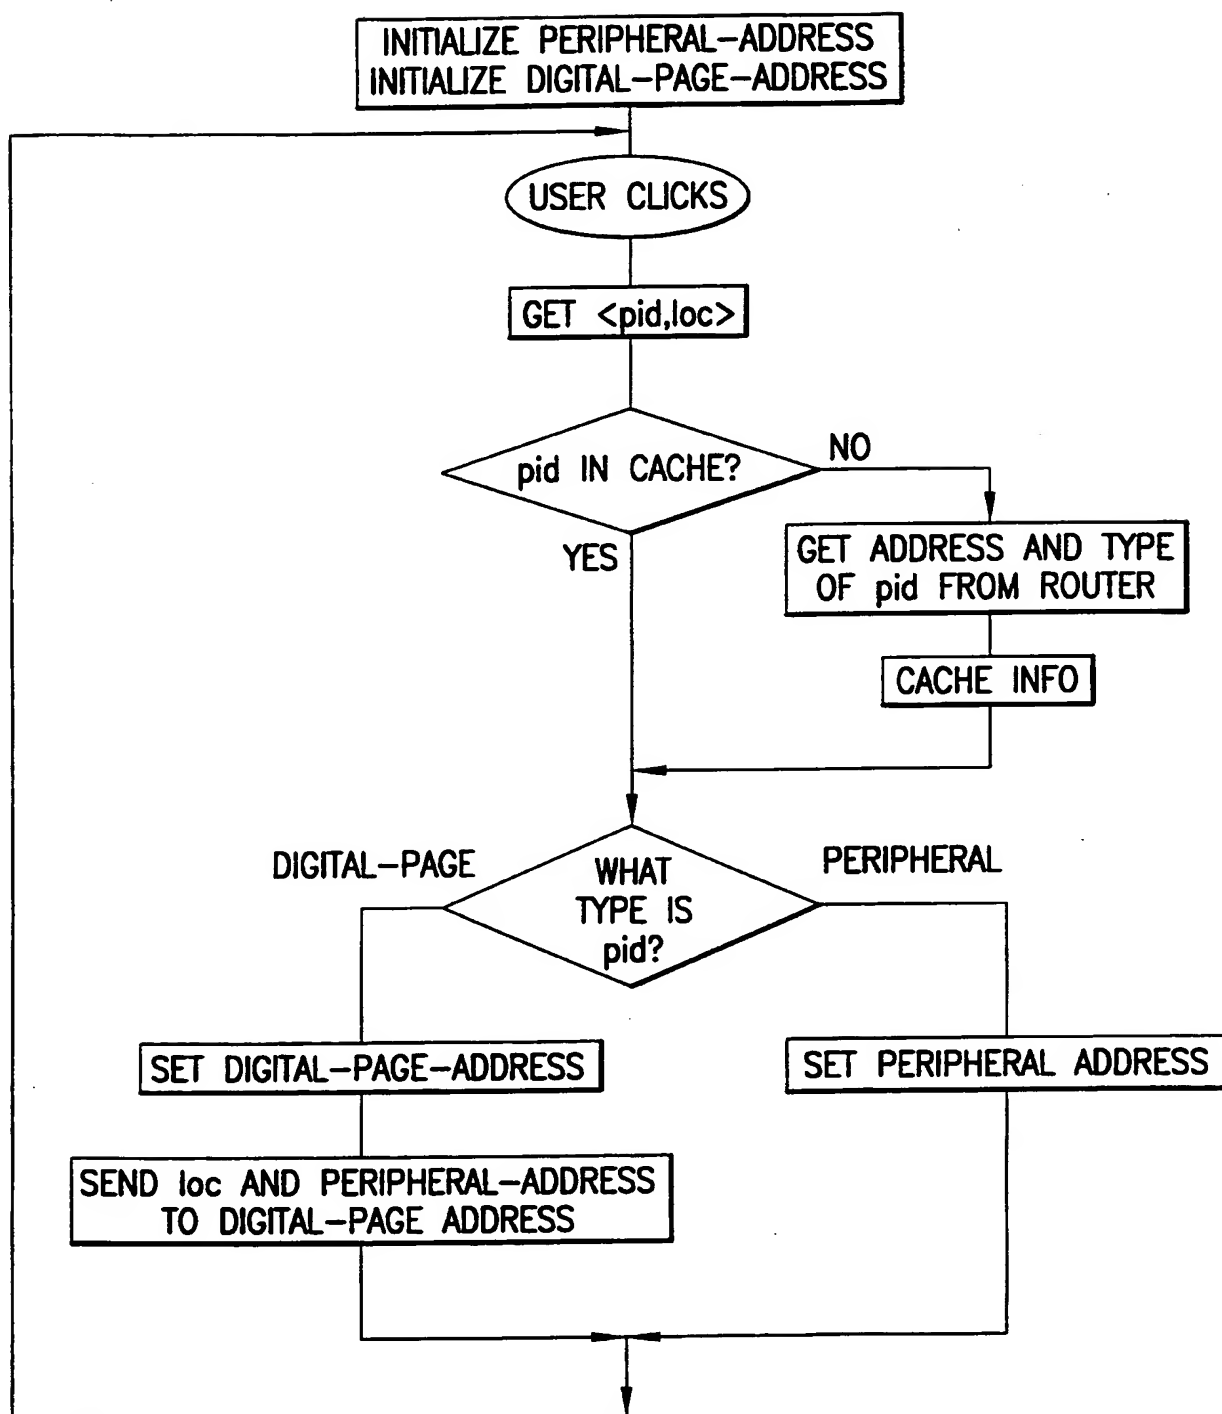 INITIALIZE PERIPHERAL-ADDRESS
INITIALIZE DIGITAL-PAGE-ADDRESS
USER CLICKS
GET <pid,loc>
pid IN CACHE?
NO
YES
GET ADDRESS AND TYPE
OF pid FROM ROUTER
CACHE INFO
DIGITAL-PAGE
WHAT
TYPE IS
pid?
PERIPHERAL
SET DIGITAL-PAGE-ADDRESS
SET PERIPHERAL ADDRESS
SEND loc AND PERIPHERAL-ADDRESS
TO DIGITAL-PAGE ADDRESS